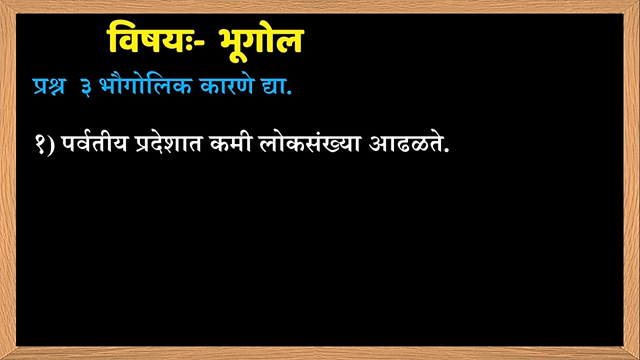 विषयः- भूगोल
प्रश्न ३ भौगोलिक कारणे द्या.
१) पर्वतीय प्रदेशात कमी लोकसंख्या आढळते.